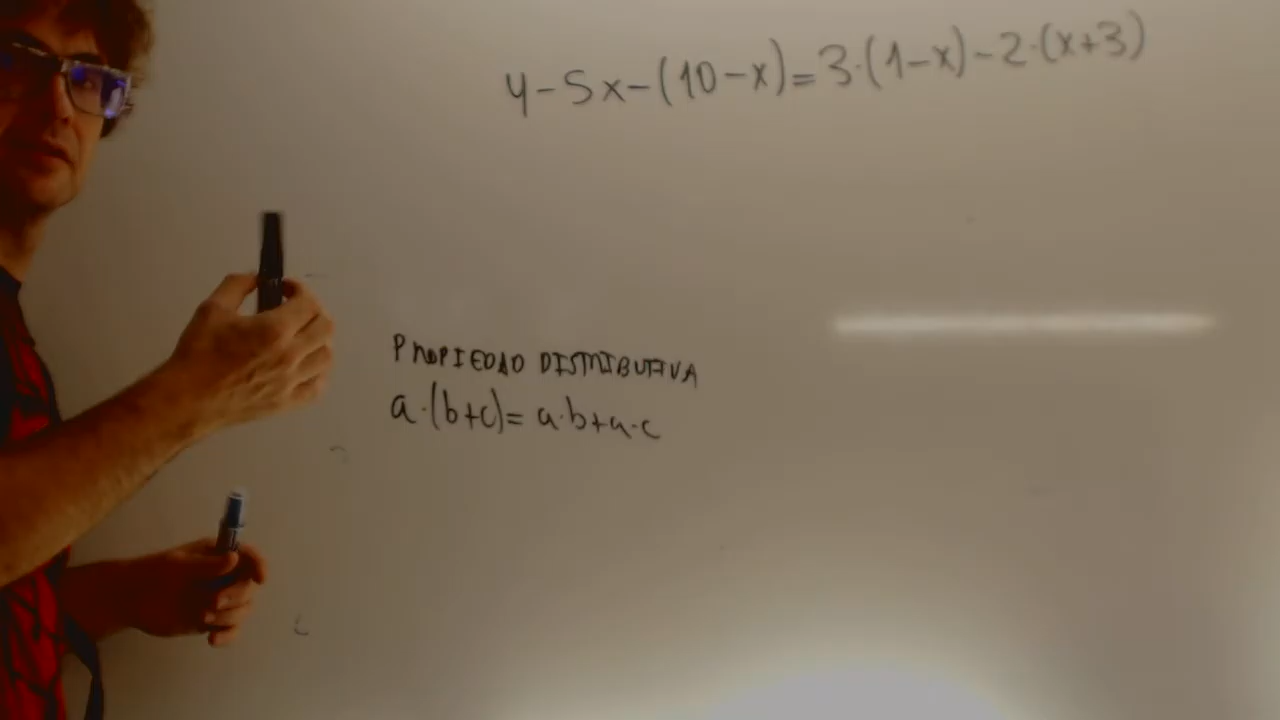 4-5x-(10-x)=3·(1-x)-2·(x+3)
PROPIEDAD DISTRIBUTIVA
a·(b+c)=a·b+a·c